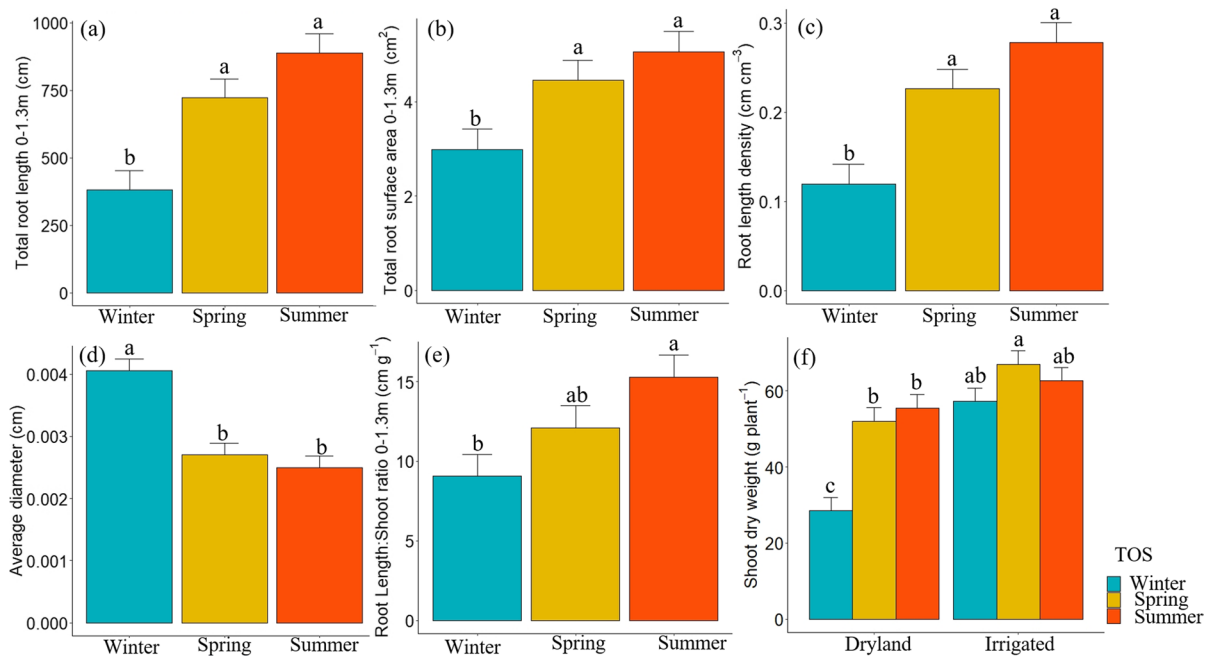 (a)
Total root length 0-1.3m (cm)
1000
750
500
250
0
b
a
a
Winter
Spring
Summer
(b)
Total root surface area 0-1.3m (cm²)
4
2
0
b
a
a
Winter
Spring
Summer
(c)
Root length density (cm cm⁻³)
0.3
0.2
0.1
0.0
b
a
a
Winter
Spring
Summer
(d)
Average diameter (cm)
0.004
0.003
0.002
0.001
0.000
a
b
b
Winter
Spring
Summer
(e)
Root Length:Shoot ratio 0-1.3m (cm g⁻¹)
15
10
5
0
b
ab
a
Winter
Spring
Summer
(f)
Shoot dry weight (g plant⁻¹)
60
40
20
0
c
b
b
ab
a
ab
Dryland
Irrigated
TOS
Winter
Spring
Summer